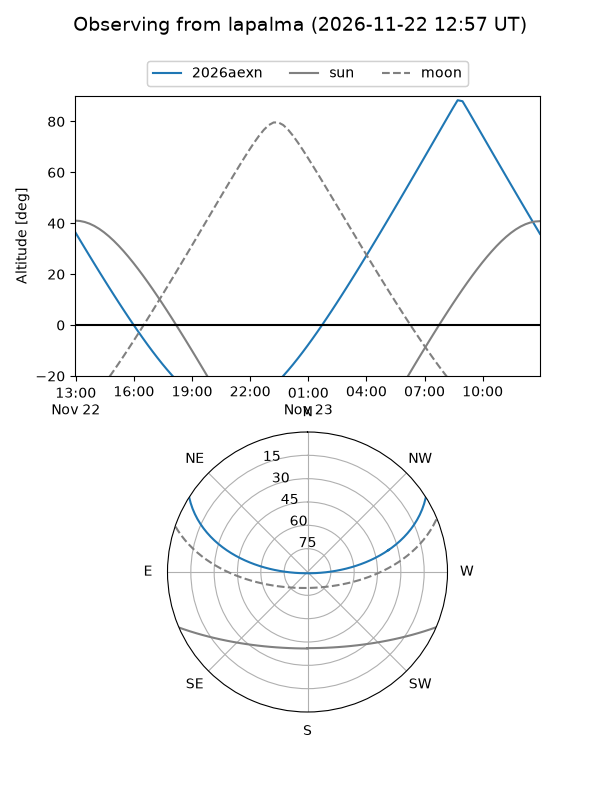 Observing from lapalma (2026-11-22 12:57 UT)
2026aexn sun moon
80
60
40
20
0
−20
Altitude [deg]
13:00 16:00 19:00 22:00 01:00 04:00 07:00 10:00
Nov 22 Nov 23
N
NE NW
15
30
45
60
75
E W
SE SW
S